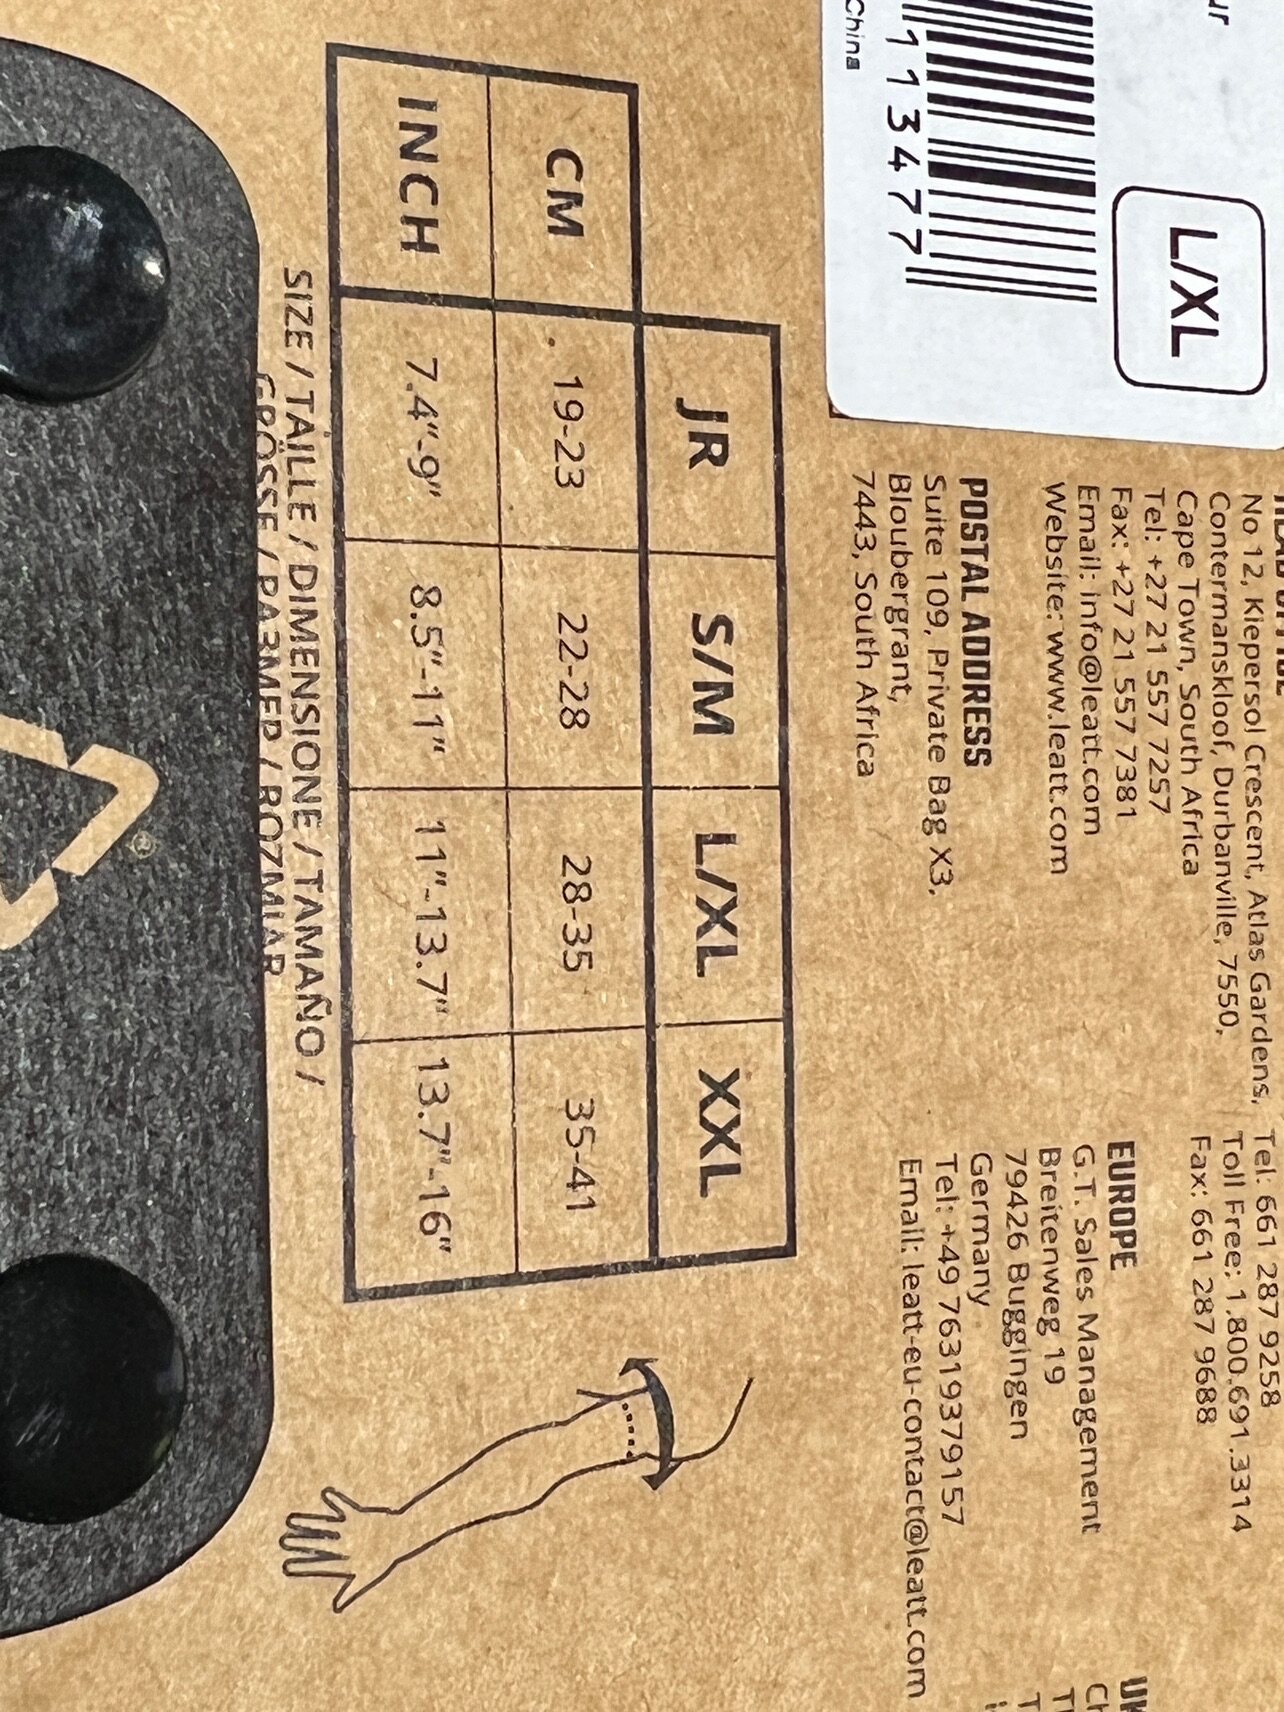 L/XL
113477
China
No 12, Kiepersol Crescent, Atlas Gardens,
Contermanskloof, Durbanville, 7550,
Cape Town, South Africa
Tel: +27 21 557 7257
Fax: +27 21 557 7381
Email: info@leatt.com
Website: www.leatt.com
POSTAL ADDRESS
Suite 109, Private Bag X3,
Bloubergrant,
7443, South Africa
Tel: 661 287 9258
Toll Free: 1.800.691.3314
Fax: 661 287 9688
EUROPE
G.T. Sales Management
Breitenweg 19
79426 Buggingen
Germany
Tel: +49 76319379157
Email: leatt-eu-contact@leatt.com
JR S/M L/XL XXL
CM 19-23 22-28 28-35 35-41
INCH 7.4"-9" 8.5"-11" 11"-13.7" 13.7"-16"
SIZE / TAILLE / DIMENSIONE / TAMAÑO /
GRÖSSE / РАЗМЕР / ROZMIAR
®